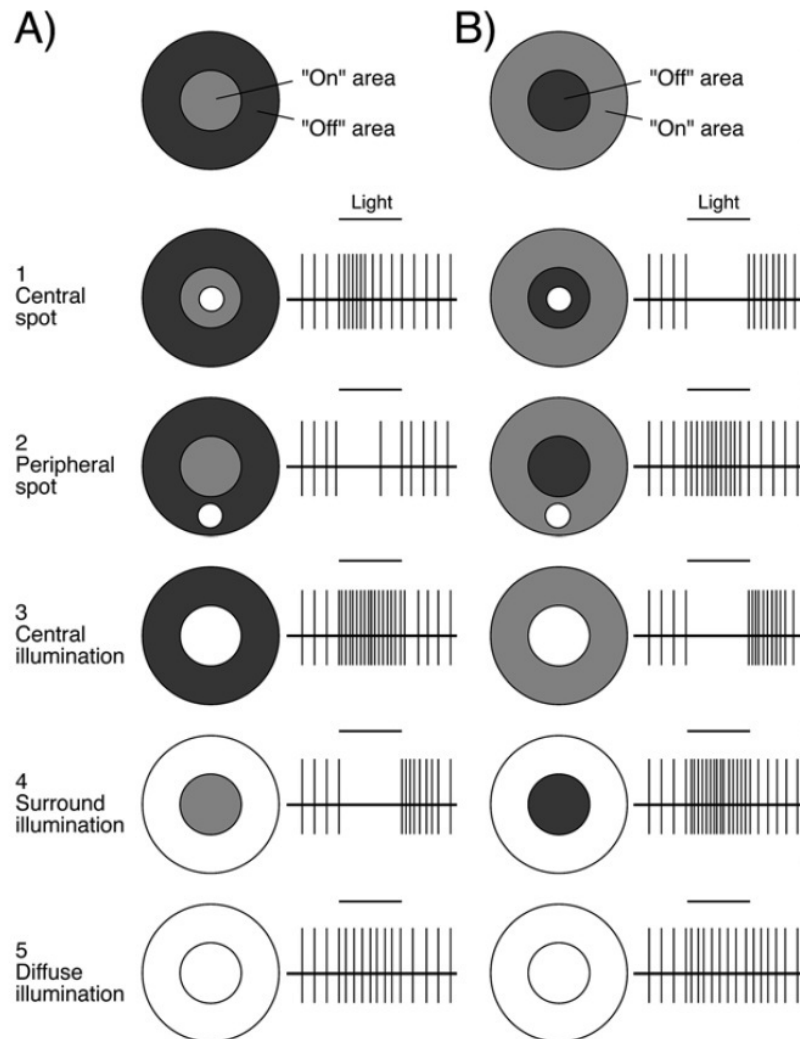 A)
"On" area
"Off" area
B)
"Off" area
"On" area
Light
Light
1
Central
spot
2
Peripheral
spot
3
Central
illumination
4
Surround
illumination
5
Diffuse
illumination